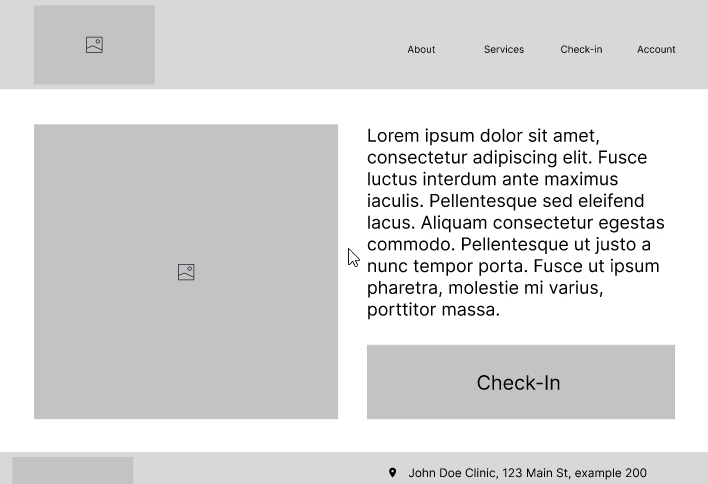 About Services Check-in Account
Lorem ipsum dolor sit amet,
consectetur adipiscing elit. Fusce
luctus interdum ante maximus
iaculis. Pellentesque sed eleifend
lacus. Aliquam consectetur egestas
commodo. Pellentesque ut justo a
nunc tempor porta. Fusce ut ipsum
pharetra, molestie mi varius,
porttitor massa.
Check-In
John Doe Clinic, 123 Main St, example 200